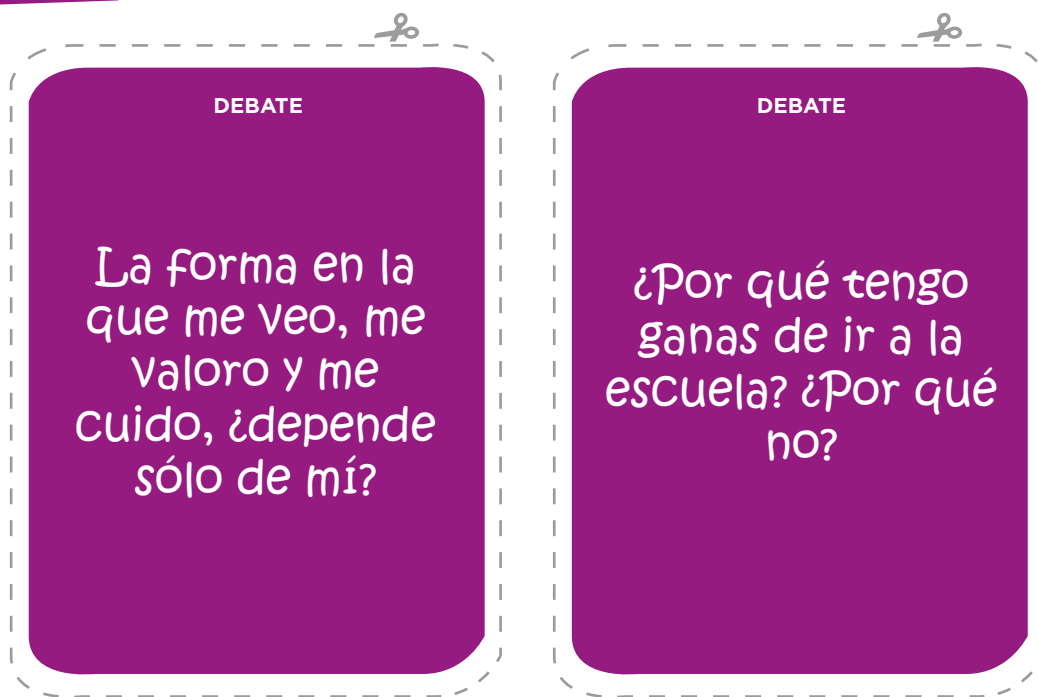 DEBATE
La forma en la
que me veo, me
valoro y me
cuido, ¿depende
sólo de mí?
DEBATE
¿Por qué tengo
ganas de ir a la
escuela? ¿Por qué
no?